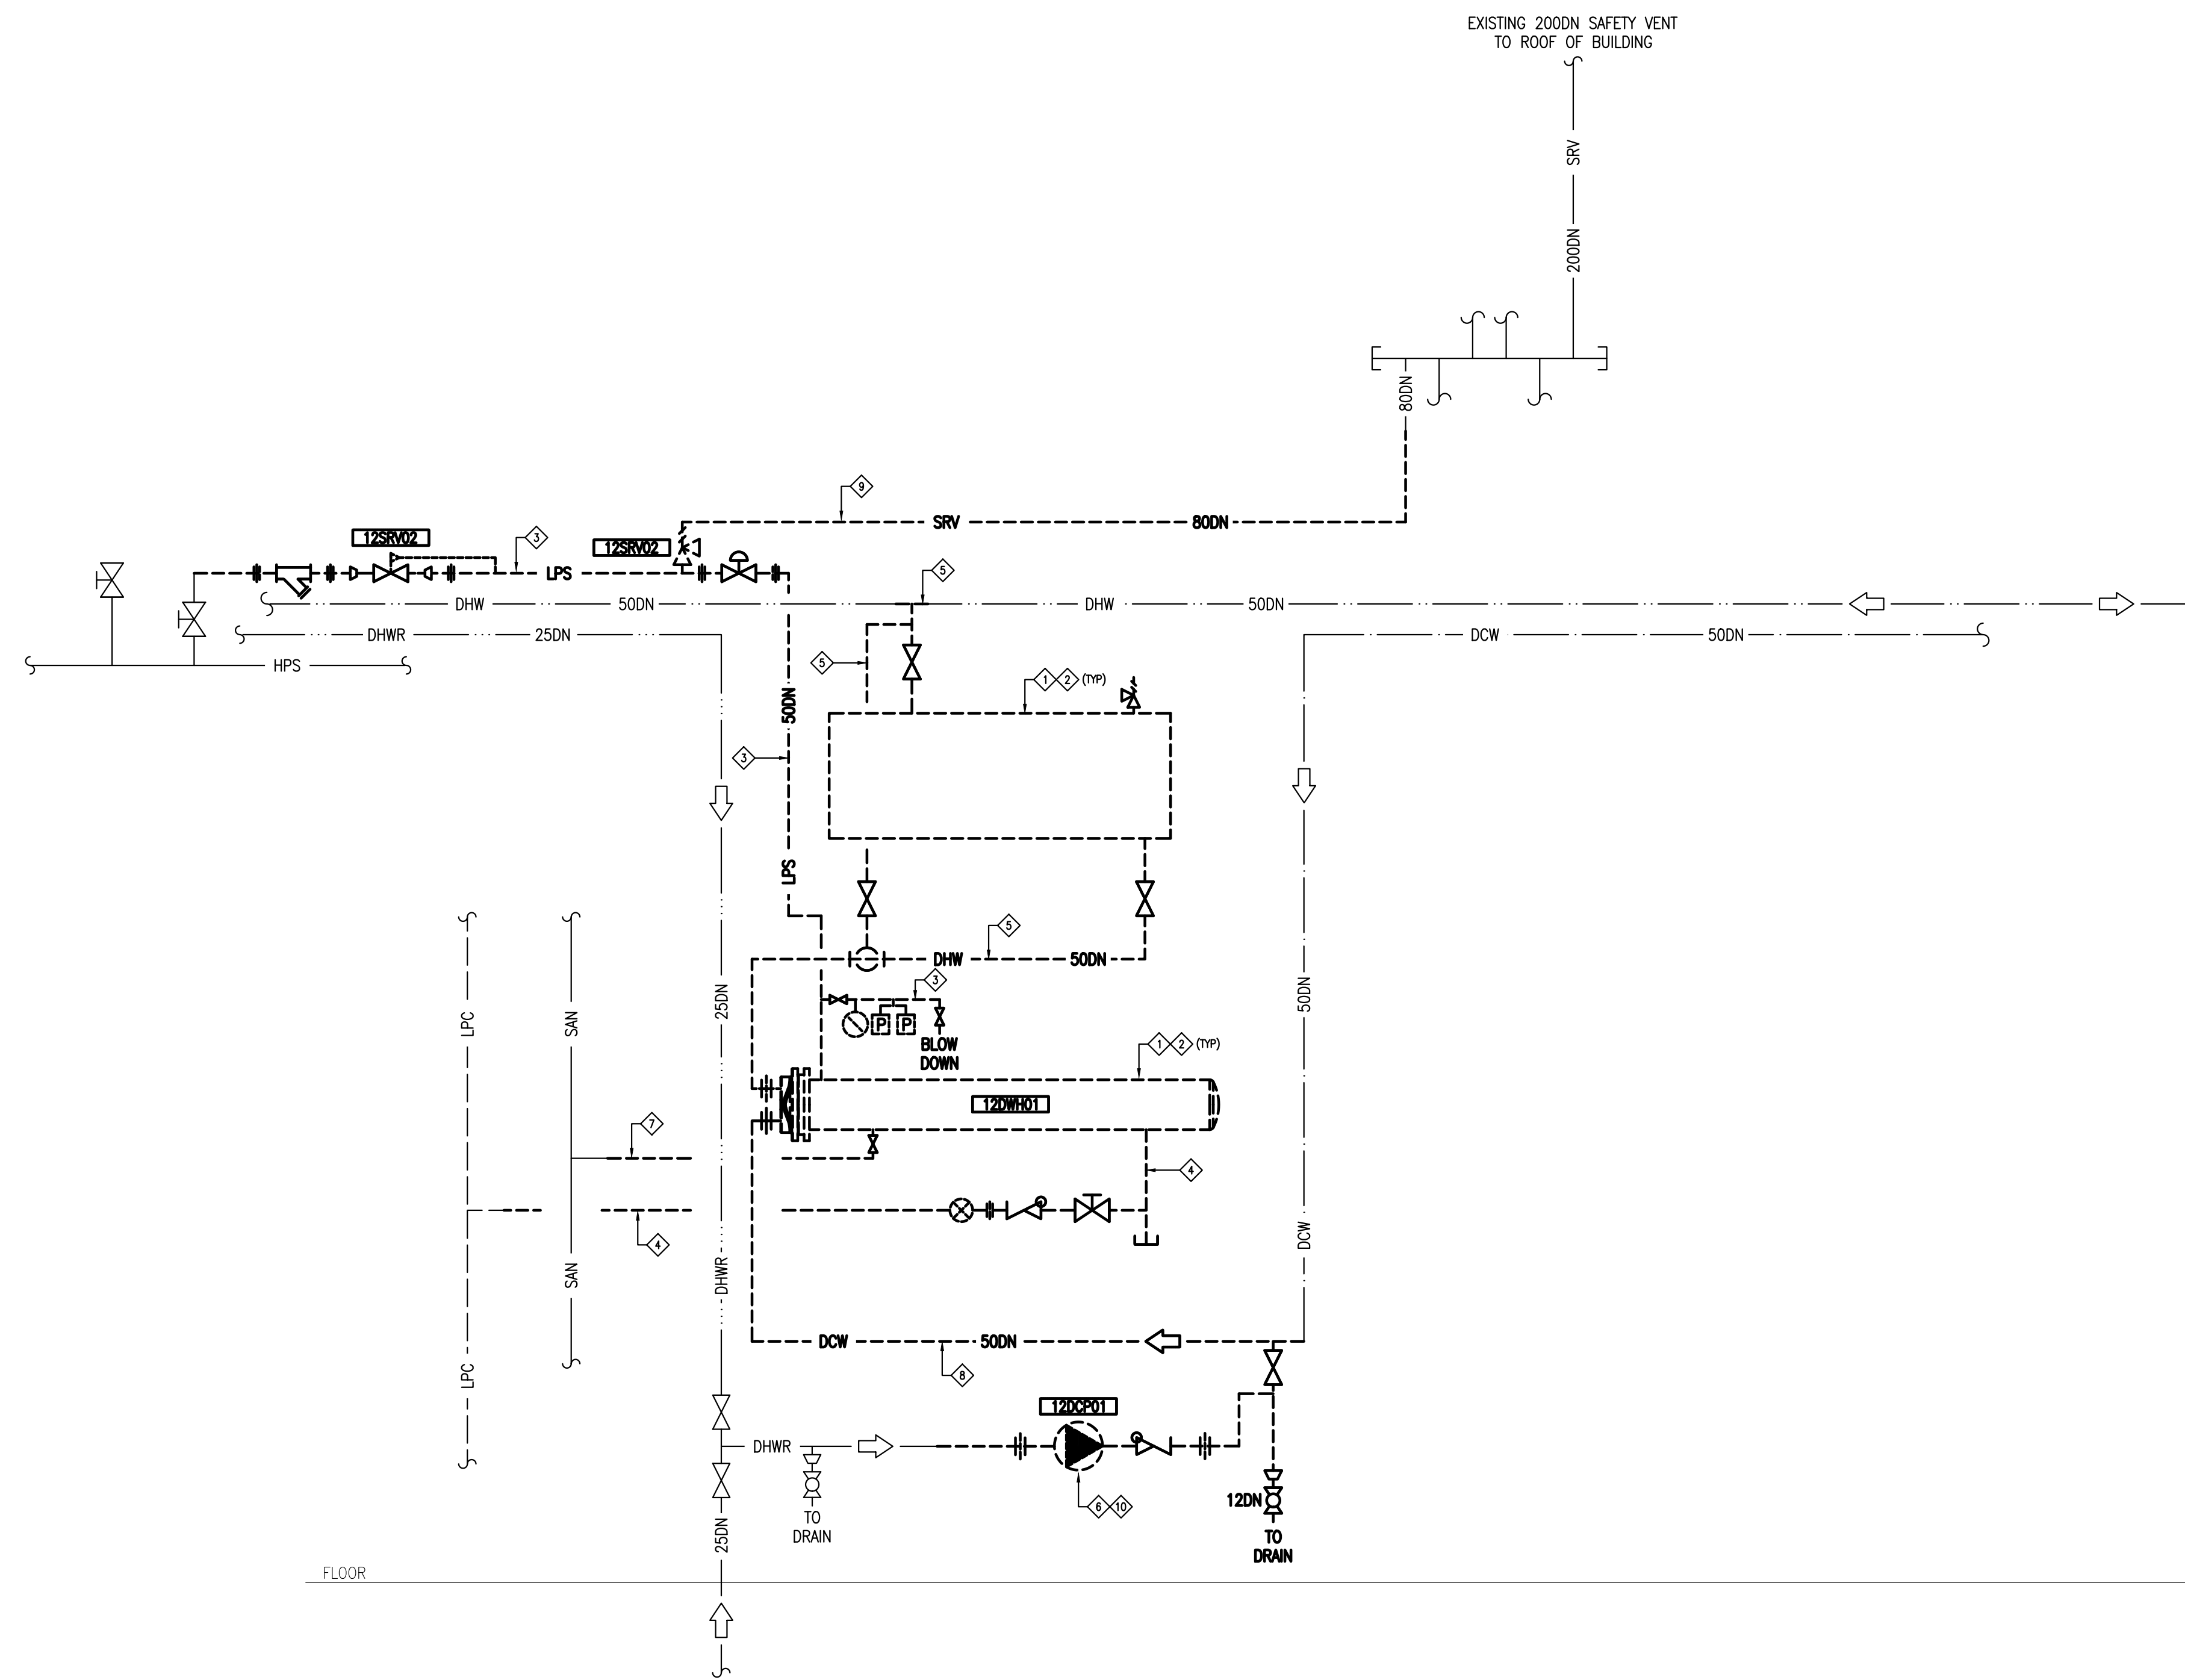 EXISTING 200DN SAFETY VENT
TO ROOF OF BUILDING
SRV
200DN
80DN
9
SRV
80DN
12SRV02
3
12SRV02
LPS
5
DHW
50DN
DHW
50DN
DHWR
25DN
DCW
50DN
HPS
5
1
2
(TYP)
50DN
3
LPS
5
DHW
50DN
3
P
P
BLOW
DOWN
LPC
SAN
25DN
50DN
1
2
(TYP)
12DWH01
7
4
4
SAN
DHWR
DCW
DCW
50DN
8
LPC
12DCP01
DHWR
6
10
12DN
TO
DRAIN
TO
DRAIN
25DN
FLOOR